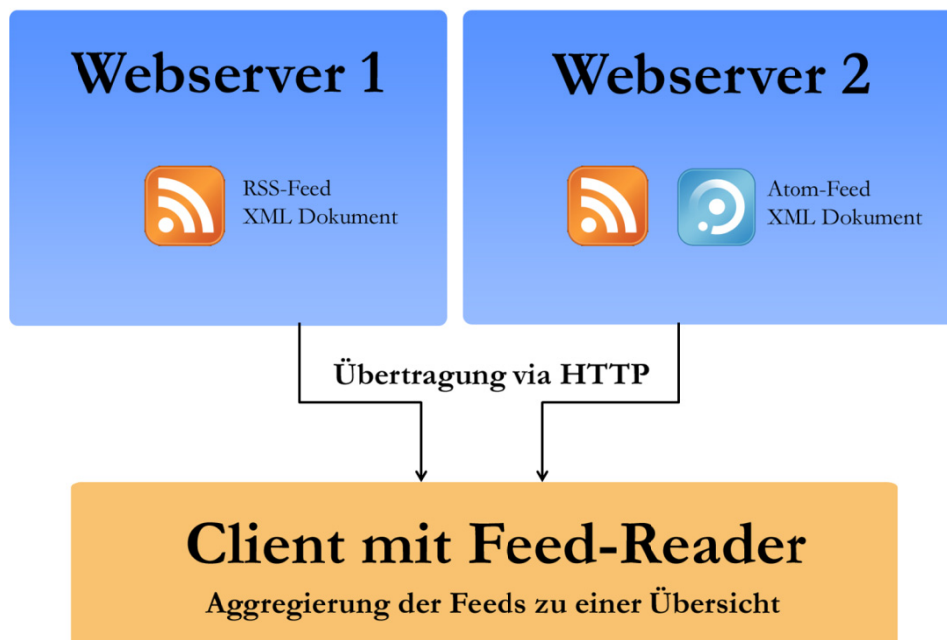 Webserver 1
RSS-Feed
XML Dokument
Webserver 2
Atom-Feed
XML Dokument
Übertragung via HTTP
Client mit Feed-Reader
Aggregierung der Feeds zu einer Übersicht